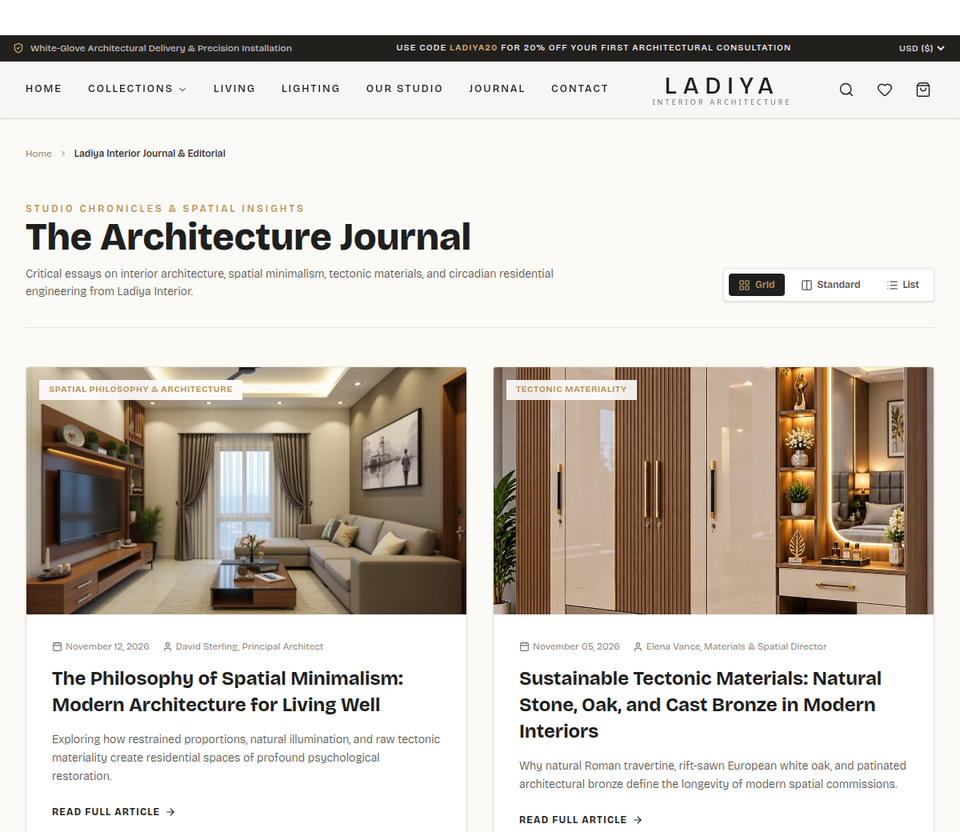 White-Glove Architectural Delivery & Precision Installation
USE CODE LADIYA20 FOR 20% OFF YOUR FIRST ARCHITECTURAL CONSULTATION
USD ($)
HOME
COLLECTIONS
LIVING
LIGHTING
OUR STUDIO
JOURNAL
CONTACT
LADIYA
INTERIOR ARCHITECTURE
Home
Ladiya Interior Journal & Editorial
STUDIO CHRONICLES & SPATIAL INSIGHTS
The Architecture Journal
Critical essays on interior architecture, spatial minimalism, tectonic materials, and circadian residential
engineering from Ladiya Interior.
Grid
Standard
List
SPATIAL PHILOSOPHY & ARCHITECTURE
November 12, 2026
David Sterling, Principal Architect
The Philosophy of Spatial Minimalism:
Modern Architecture for Living Well
Exploring how restrained proportions, natural illumination, and raw tectonic
materiality create residential spaces of profound psychological
restoration.
READ FULL ARTICLE
TECTONIC MATERIALITY
November 05, 2026
Elena Vance, Materials & Spatial Director
Sustainable Tectonic Materials: Natural
Stone, Oak, and Cast Bronze in Modern
Interiors
Why natural Roman travertine, rift-sawn European white oak, and patinated
architectural bronze define the longevity of modern spatial commissions.
READ FULL ARTICLE